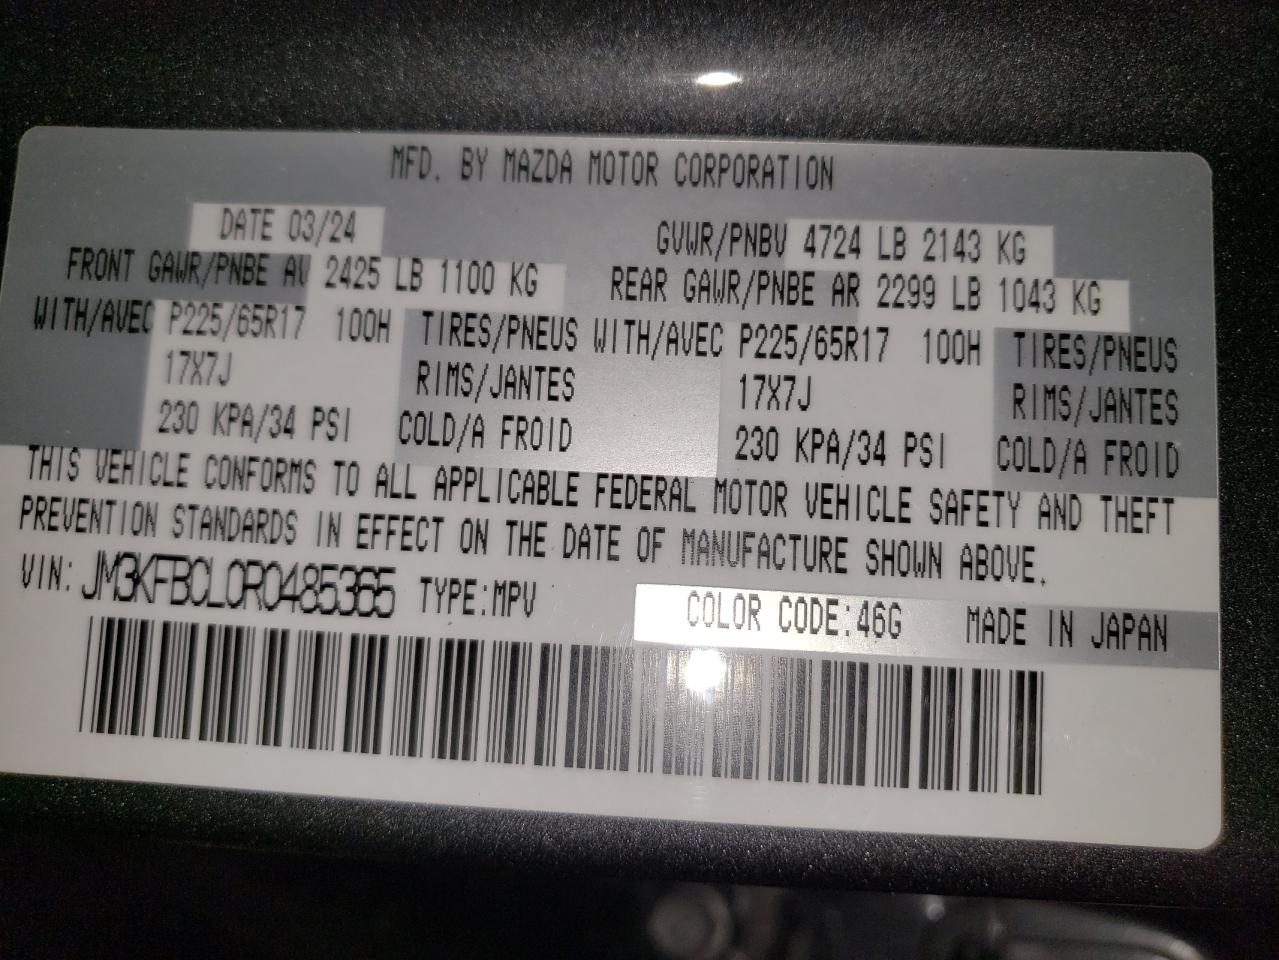 MFD. BY MAZDA MOTOR CORPORATION
DATE 03/24 GVWR/PNBV 4724 LB 2143 KG
FRONT GAWR/PNBE AV 2425 LB 1100 KG REAR GAWR/PNBE AR 2299 LB 1043 KG
WITH/AVEC P225/65R17 100H TIRES/PNEUS WITH/AVEC P225/65R17 100H TIRES/PNEUS
17X7J RIMS/JANTES 17X7J RIMS/JANTES
230 KPA/34 PSI COLD/A FROID 230 KPA/34 PSI COLD/A FROID
THIS VEHICLE CONFORMS TO ALL APPLICABLE FEDERAL MOTOR VEHICLE SAFETY AND THEFT
PREVENTION STANDARDS IN EFFECT ON THE DATE OF MANUFACTURE SHOWN ABOVE.
VIN: JM3KFBCL0R0485365 TYPE:MPV COLOR CODE:46G MADE IN JAPAN